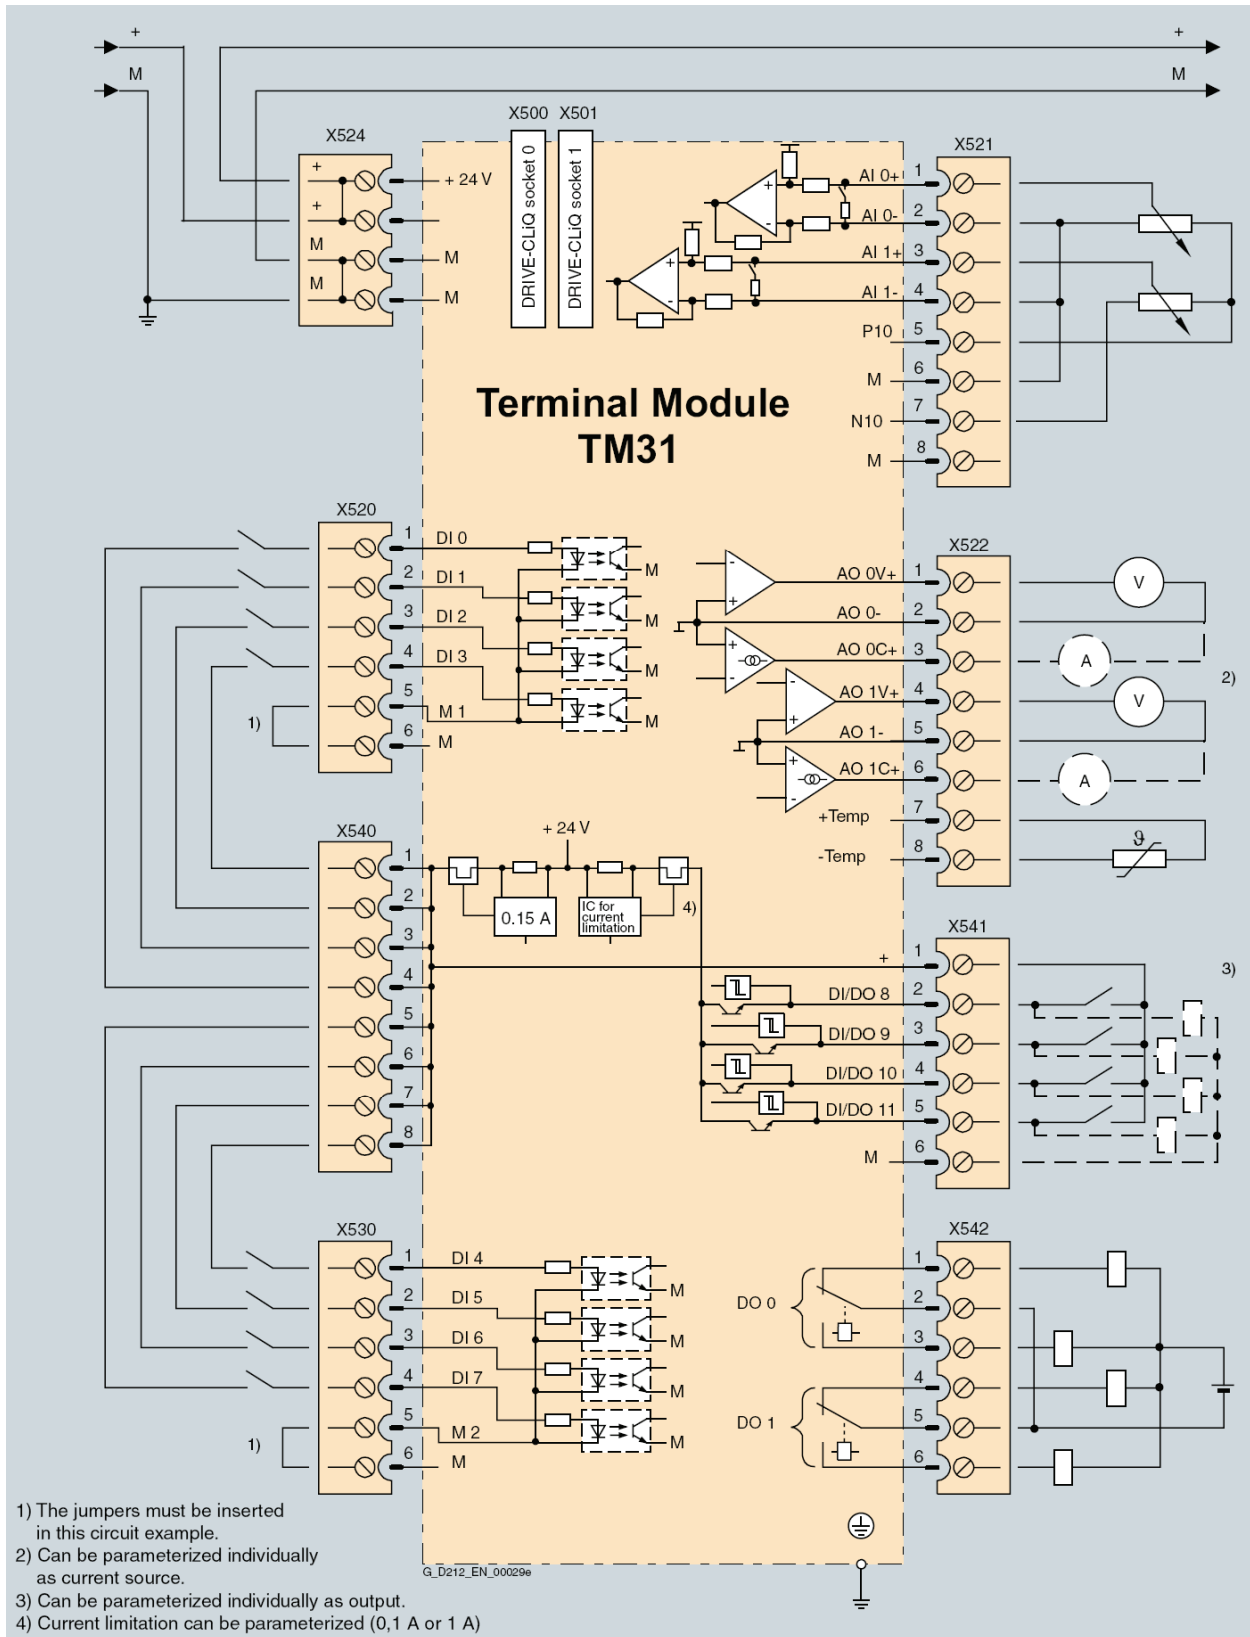 +
M
+
M
X524
X500
X501
X521
+
+
M
M
+ 24 V
M
M
DRIVE-CLiQ socket 0
DRIVE-CLiQ socket 1
+
-
+
-
AI 0+
AI 0-
AI 1+
AI 1-
P10
M
N10
M
1
2
3
4
5
6
7
8
Terminal Module
TM31
X520
1
2
3
4
5
6
DI 0
DI 1
DI 2
DI 3
M 1
M
M
M
M
M
1)
X522
-
+
+
-
-
+
+
-
AO 0V+
AO 0-
AO 0C+
AO 1V+
AO 1-
AO 1C+
+Temp
-Temp
1
2
3
4
5
6
7
8
V
A
V
A
ϑ
2)
X540
1
2
3
4
5
6
7
8
+ 24 V
0.15 A
IC for
current
limitation
4)
X541
+
DI/DO 8
DI/DO 9
DI/DO 10
DI/DO 11
M
1
2
3
4
5
6
3)
X530
1
2
3
4
5
6
DI 4
DI 5
DI 6
DI 7
M 2
M
M
M
M
M
1)
X542
DO 0
DO 1
1
2
3
4
5
6
G_D212_EN_00029e
1) The jumpers must be inserted
in this circuit example.
2) Can be parameterized individually
as current source.
3) Can be parameterized individually as output.
4) Current limitation can be parameterized (0,1 A or 1 A)